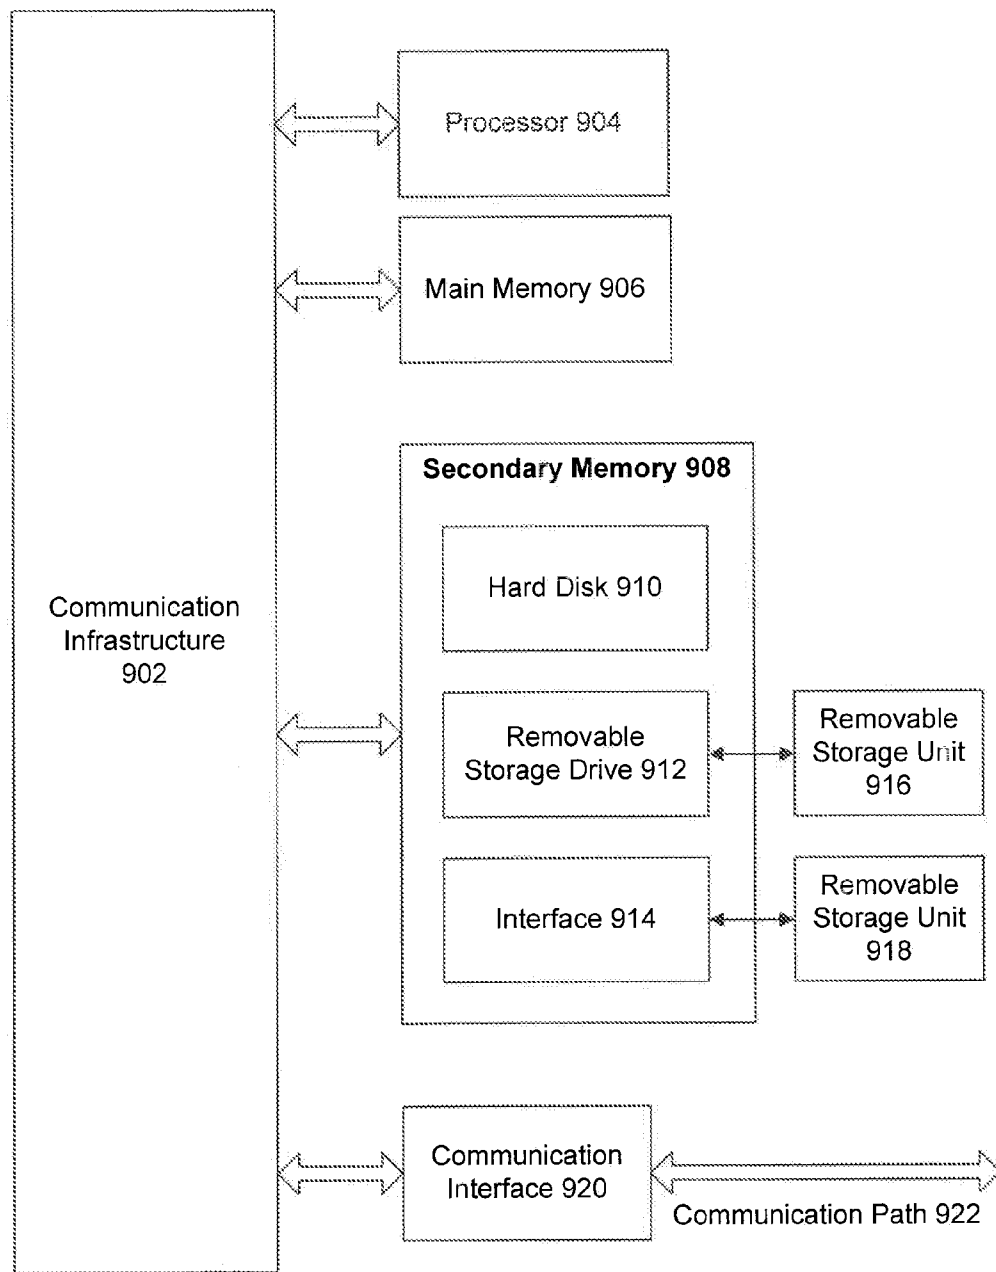 Processor 904
Main Memory 906
Secondary Memory 908
Hard Disk 910
Communication
Infrastructure
902
Removable
Storage Drive 912
Removable
Storage Unit
916
Interface 914
Removable
Storage Unit
918
Communication
Interface 920
Communication Path 922